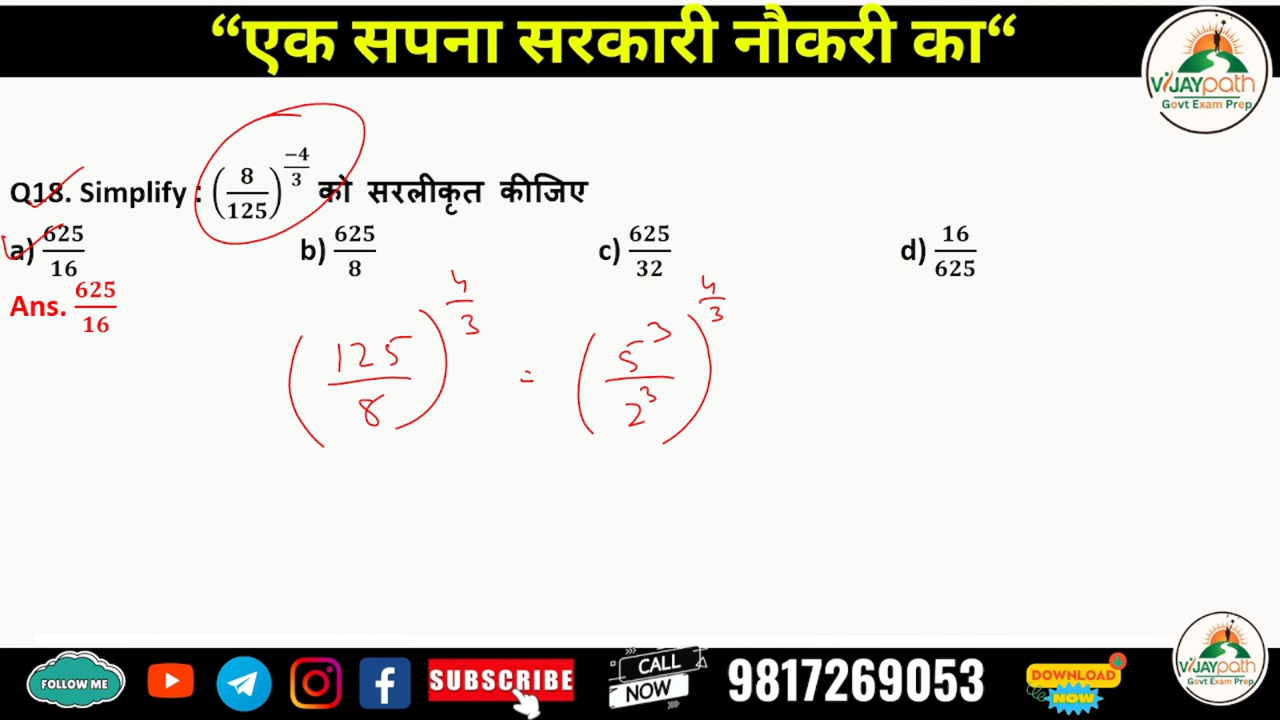 “एक सपना सरकारी नौकरी का“
ViJAYpath
Govt Exam Prep
Q18. Simplify : (8/125)^(-4/3) को सरलीकृत कीजिए
a) 625/16 b) 625/8 c) 625/32 d) 16/625
Ans. 625/16
(125/8)^(4/3) = (5^3/2^3)^(4/3)
ViJAYpath
Govt Exam Prep
FOLLOW ME
SUBSCRIBE
CALL
NOW
9817269053
DOWNLOAD
NOW